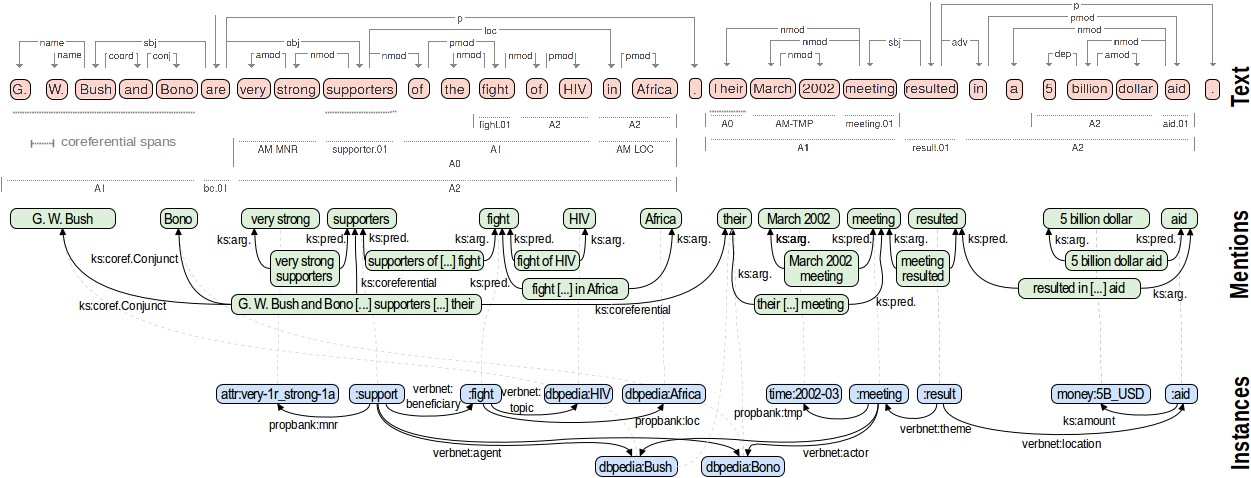 p
loc p
name sbj obj pmod nmod nmod pmod nmod
name coord conj amod nmod nmod nmod nmod pmod pmod nmod sbj adv dep amod nmod
G. W. Bush and Bono are very strong supporters of the fight of HIV in Africa . Their March 2002 meeting resulted in a 5 billion dollar aid .
Text
fight.01 A2 A2 A0 AM-TMP meeting.01 A2 aid.01
coreferential spans
AM MNR supporter.01 A1 AM LOC A1 result.01 A2
A0
A1 be.01 A2
G. W. Bush Bono very strong supporters fight HIV Africa their March 2002 meeting resulted 5 billion dollar aid
Mentions
ks:arg. ks:pred. ks:pred. ks:arg. ks:pred. ks:arg. ks:arg. ks:arg. ks:pred. ks:arg. ks:pred. ks:arg. ks:pred.
ks:coref.Conjunct very strong supporters supporters of [...] fight fight of HIV March 2002 meeting meeting resulted 5 billion dollar aid
ks:arg.
ks:coreferential ks:pred. fight [...] in Africa resulted in [...] aid ks:arg.
ks:coref.Conjunct G. W. Bush and Bono [...] supporters [...] their ks:coreferential their [...] meeting ks:pred.
attr:very-1r_strong-1a :support verbnet: beneficiary :fight verbnet: topic dbpedia:HIV dbpedia:Africa time:2002-03 :meeting :result money:5B_USD :aid
Instances
propbank:mnr propbank:loc propbank:tmp verbnet:theme ks:amount
verbnet:agent verbnet:actor verbnet:location
dbpedia:Bush dbpedia:Bono